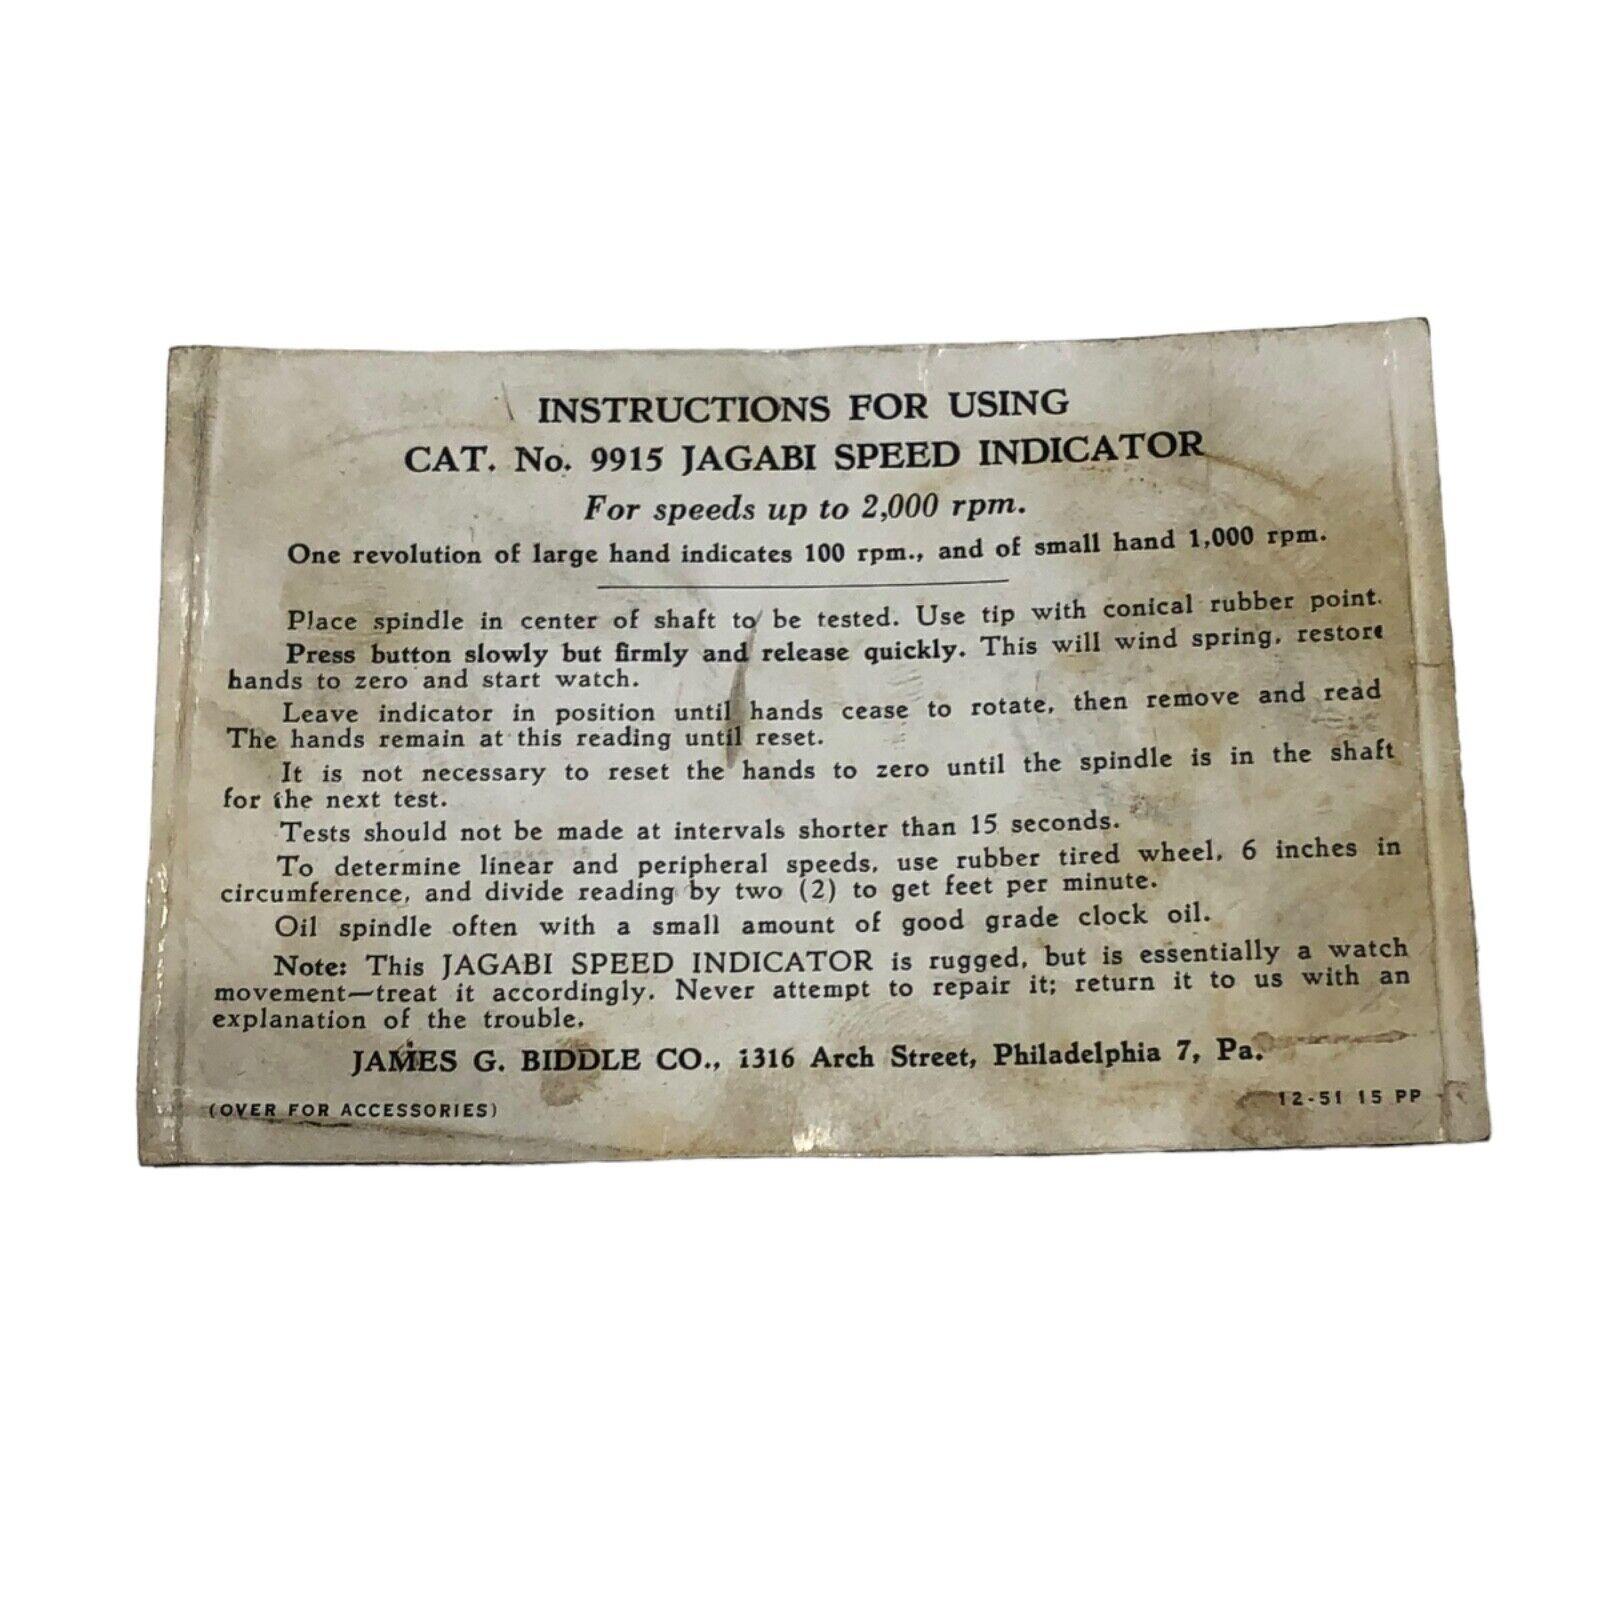 INSTRUCTIONS FOR USING
CAT. No. 9915 JAGABI SPEED INDICATOR
For speeds up to 2,000 rpm.
One revolution of large hand indicates 100 rpm., and of small hand 1,000 rpm.
Place spindle in center of shaft to be tested. Use tip with conical rubber point.
Press button slowly but firmly and release quickly. This will wind spring, restore
hands to zero and start watch.
Leave indicator in position until hands cease to rotate, then remove and read
The hands remain at this reading until reset.
It is not necessary to reset the hands to zero until the spindle is in the shaft
for the next test.
Tests should not be made at intervals shorter than 15 seconds.
To determine linear and peripheral speeds, use rubber tired wheel, 6 inches in
circumference, and divide reading by two (2) to get feet per minute.
Oil spindle often with a small amount of good grade clock oil.
Note: This JAGABI SPEED INDICATOR is rugged, but is essentially a watch
movement—treat it accordingly. Never attempt to repair it; return it to us with an
explanation of the trouble.
JAMES G. BIDDLE CO., 1316 Arch Street, Philadelphia 7, Pa.
(OVER FOR ACCESSORIES)
12-51 15 PP